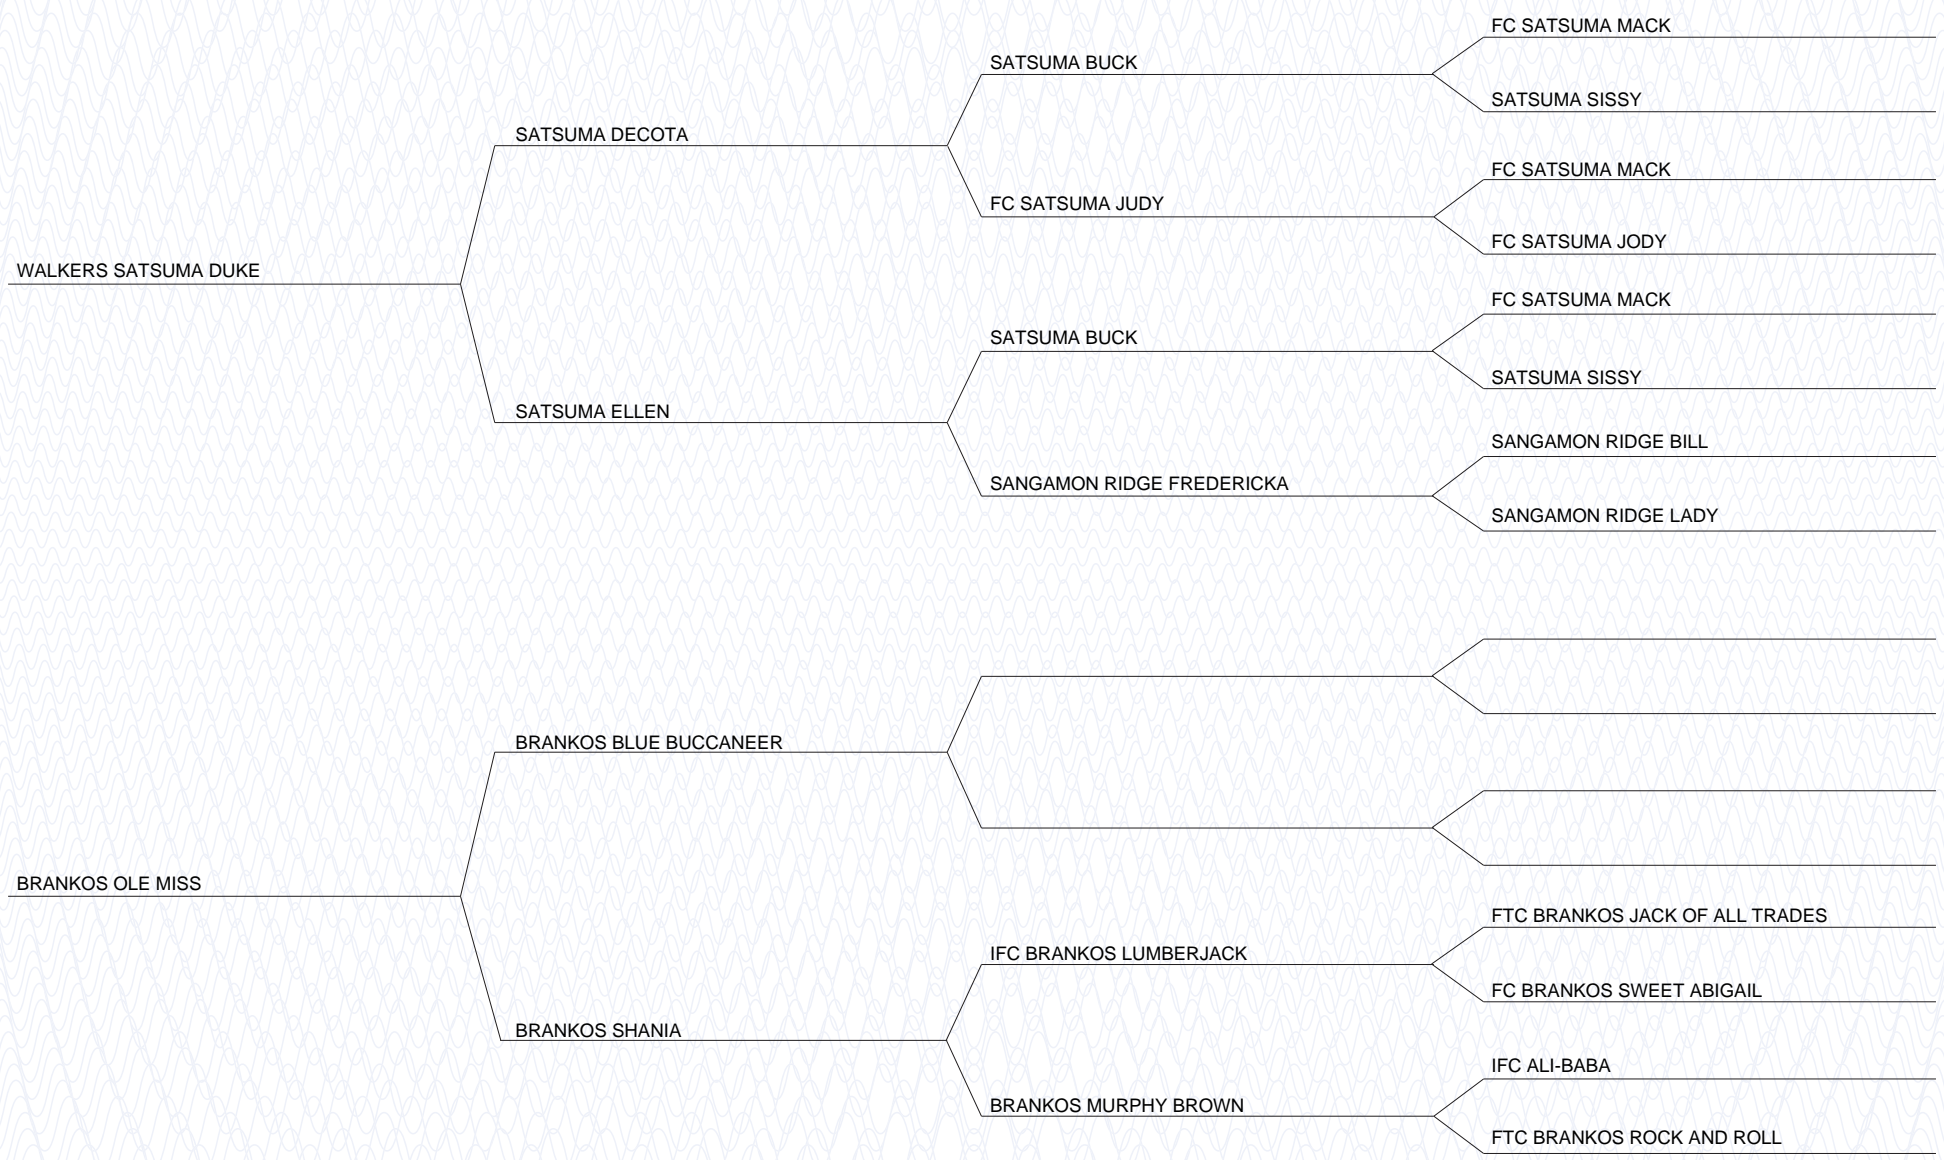 FC SATSUMA MACK
SATSUMA BUCK
SATSUMA SISSY
SATSUMA DECOTA
FC SATSUMA MACK
FC SATSUMA JUDY
FC SATSUMA JODY
WALKERS SATSUMA DUKE
FC SATSUMA MACK
SATSUMA BUCK
SATSUMA SISSY
SATSUMA ELLEN
SANGAMON RIDGE BILL
SANGAMON RIDGE FREDERICKA
SANGAMON RIDGE LADY
BRANKOS BLUE BUCCANEER
BRANKOS OLE MISS
FTC BRANKOS JACK OF ALL TRADES
IFC BRANKOS LUMBERJACK
FC BRANKOS SWEET ABIGAIL
BRANKOS SHANIA
IFC ALI-BABA
BRANKOS MURPHY BROWN
FTC BRANKOS ROCK AND ROLL